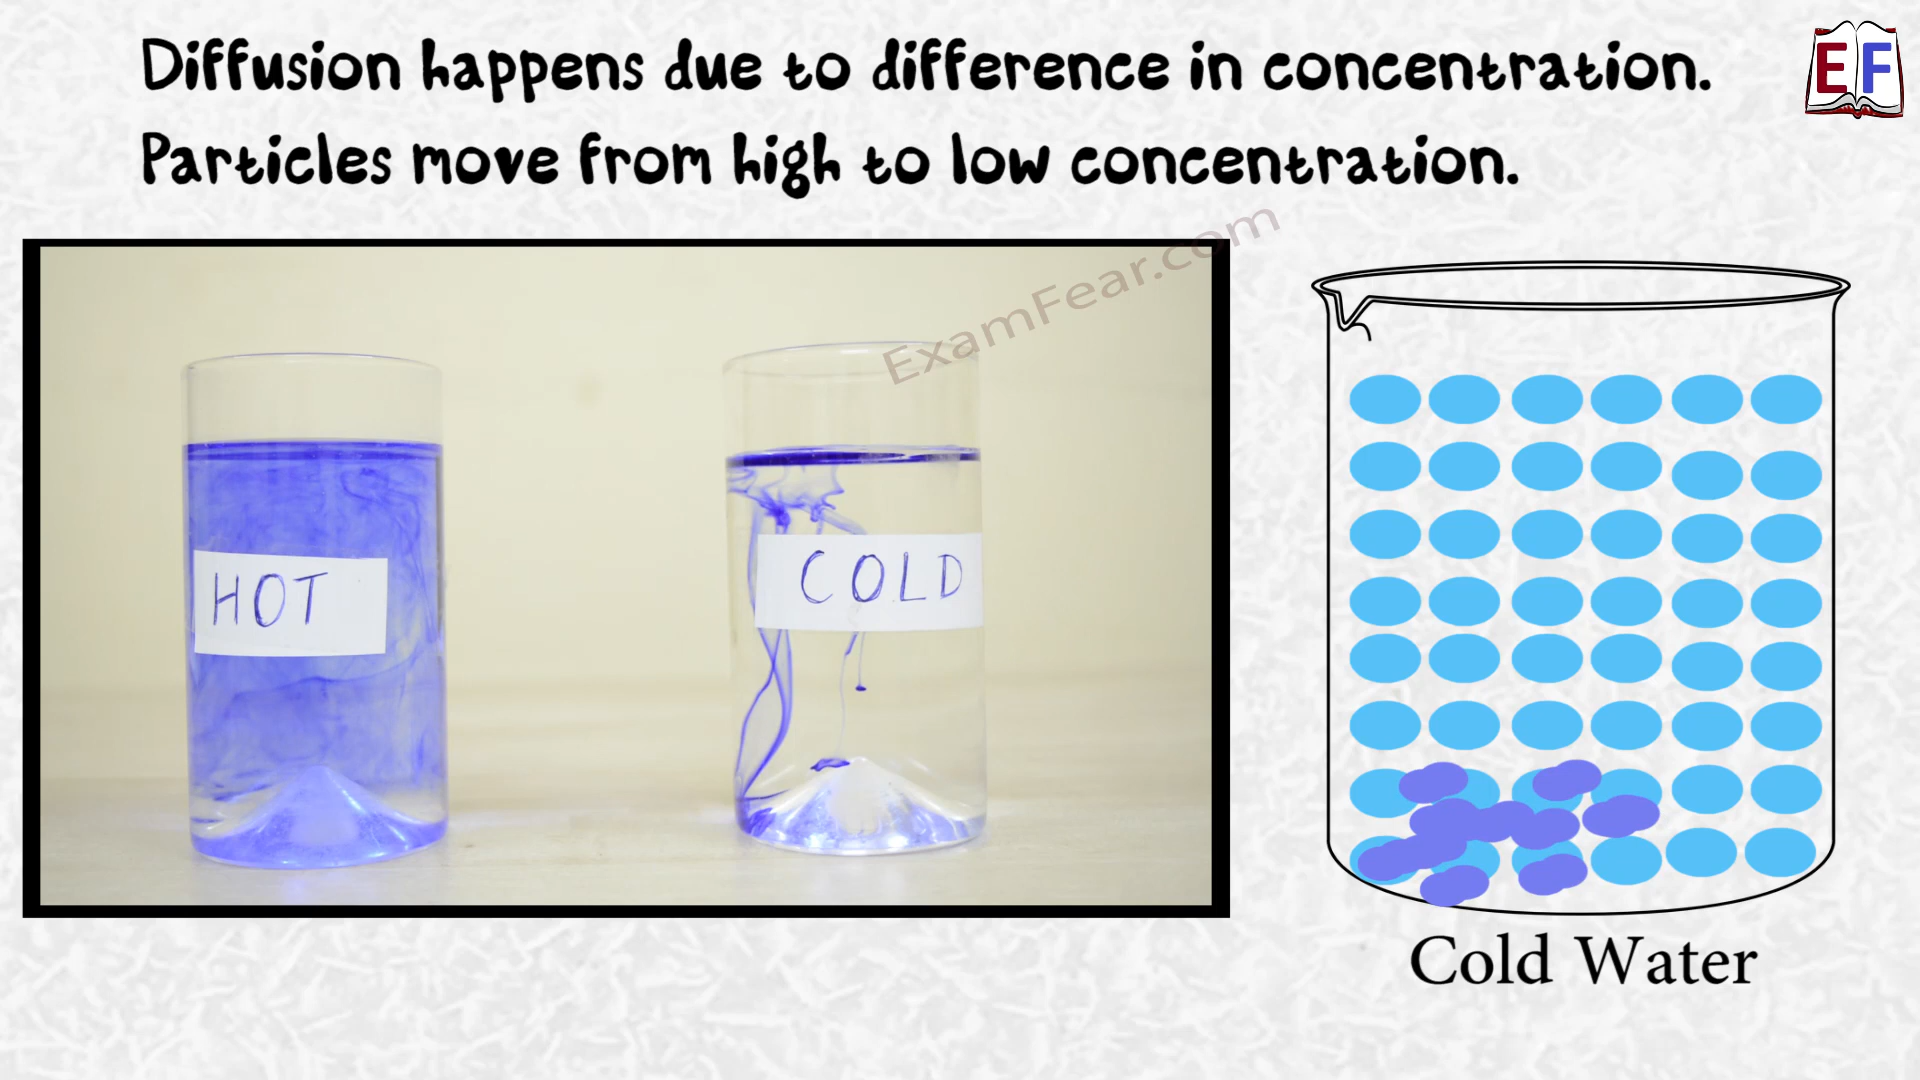 Diffusion happens due to difference in concentration.
Particles move from high to low concentration.
EF
ExamFear.com
HOT
COLD
Cold Water